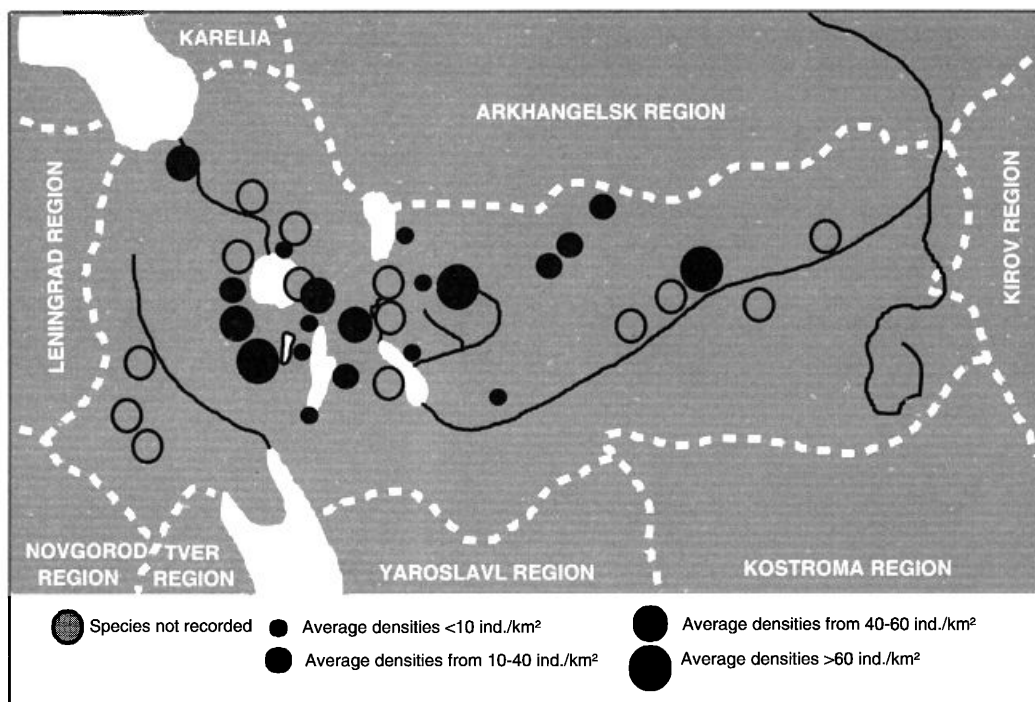 KARELIA
ARKHANGELSK REGION
LENINGRAD REGION
KIROV REGION
NOVGOROD
REGION
TVER
REGION
YAROSLAVL REGION
KOSTROMA REGION
Species not recorded
Average densities <10 ind./km²
Average densities from 10-40 ind./km²
Average densities from 40-60 ind./km²
Average densities >60 ind./km²